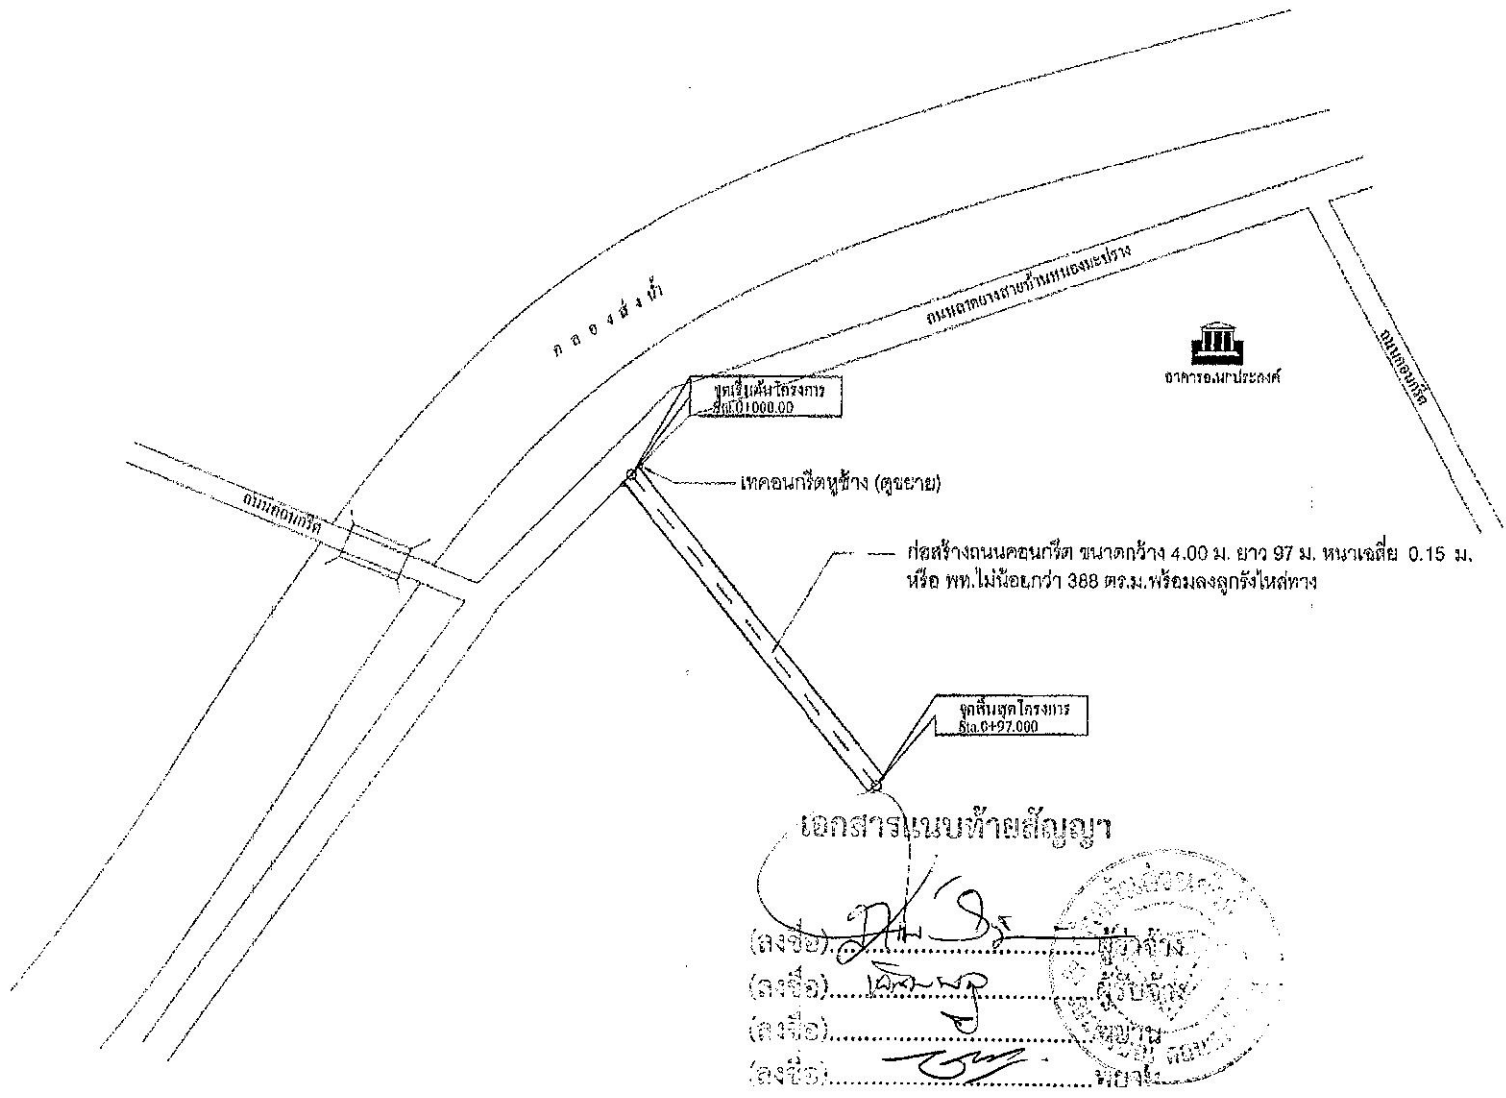 คลองส่งน้ำ
ถนนลาดยางสายบ้านหนองมะปราง
อาคารอเนกประสงค์
ถนนคอนกรีต
จุดเริ่มต้นโครงการ
Sta.0+000.00
เทคอนกรีตหูช้าง (ดูขยาย)
ถนนคอนกรีต
ก่อสร้างถนนคอนกรีต ขนาดกว้าง 4.00 ม. ยาว 97 ม. หนาเฉลี่ย 0.15 ม.
หรือ พท.ไม่น้อยกว่า 388 ตร.ม.พร้อมลงลูกรังไหล่ทาง
จุดสิ้นสุดโครงการ
Sta.0+97.000
เอกสารแนบท้ายสัญญา
(ลงชื่อ)..............................ผู้ว่าจ้าง
(ลงชื่อ)..............................ผู้รับจ้าง
(ลงชื่อ)..............................พยาน
(ลงชื่อ)..............................พยาน